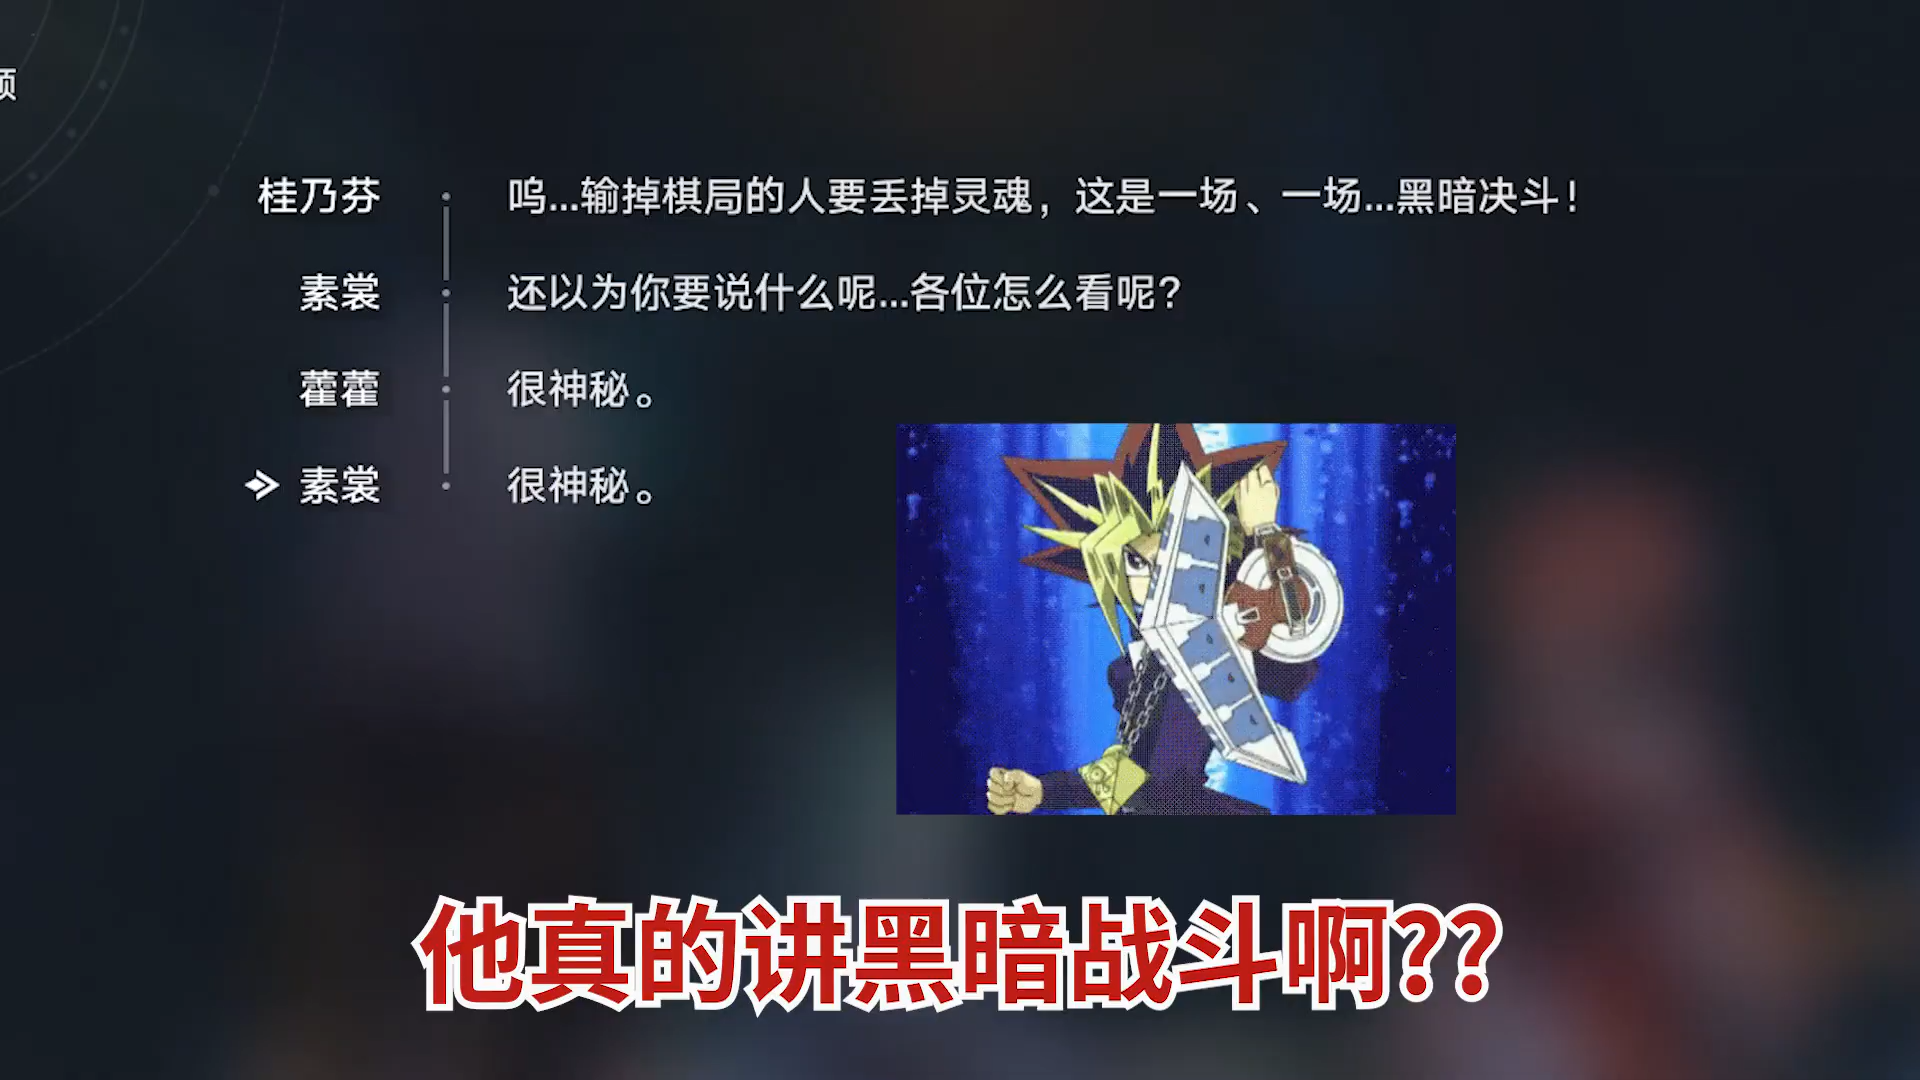 桂乃芬 呜...输掉棋局的人要丢掉灵魂，这是一场、一场...黑暗决斗！
素裳 还以为你要说什么呢...各位怎么看呢？
藿藿 很神秘。
素裳 很神秘。
他真的讲黑暗战斗啊??